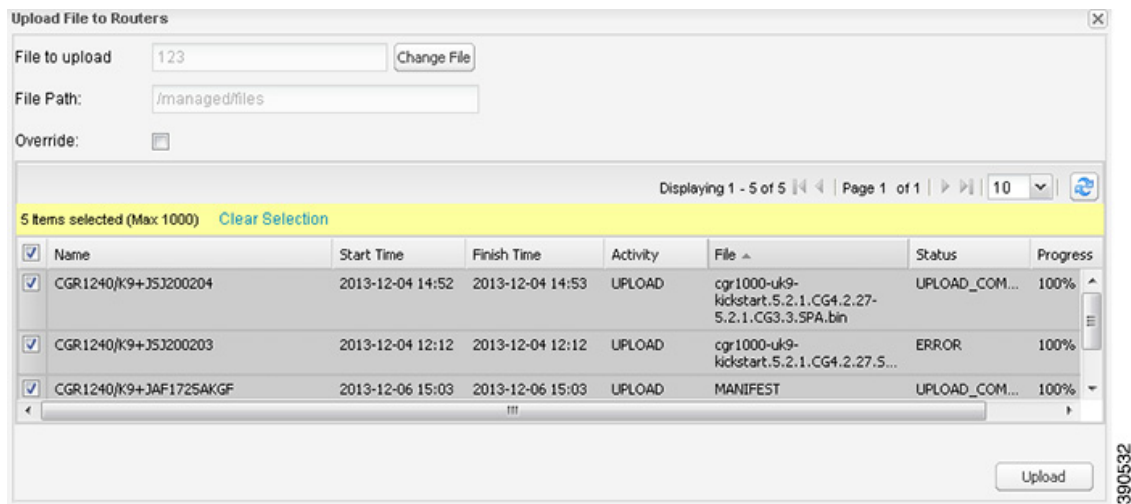 Upload File to Routers
File to upload 123 Change File
File Path: /managed/files
Override:
Displaying 1 - 5 of 5 Page 1 of 1 10
5 Items selected (Max 1000) Clear Selection
Name Start Time Finish Time Activity File Status Progress
CGR1240/K9+JSJ200204 2013-12-04 14:52 2013-12-04 14:53 UPLOAD cgr1000-uk9- UPLOAD_COM... 100%
kickstart.5.2.1.CG4.2.27-
5.2.1.CG3.3.SPA.bin
CGR1240/K9+JSJ200203 2013-12-04 12:12 2013-12-04 12:12 UPLOAD cgr1000-uk9- ERROR 100%
kickstart.5.2.1.CG4.2.27.S...
CGR1240/K9+JAF1725AKGF 2013-12-06 15:03 2013-12-06 15:03 UPLOAD MANIFEST UPLOAD_COM... 100%
Upload
390532